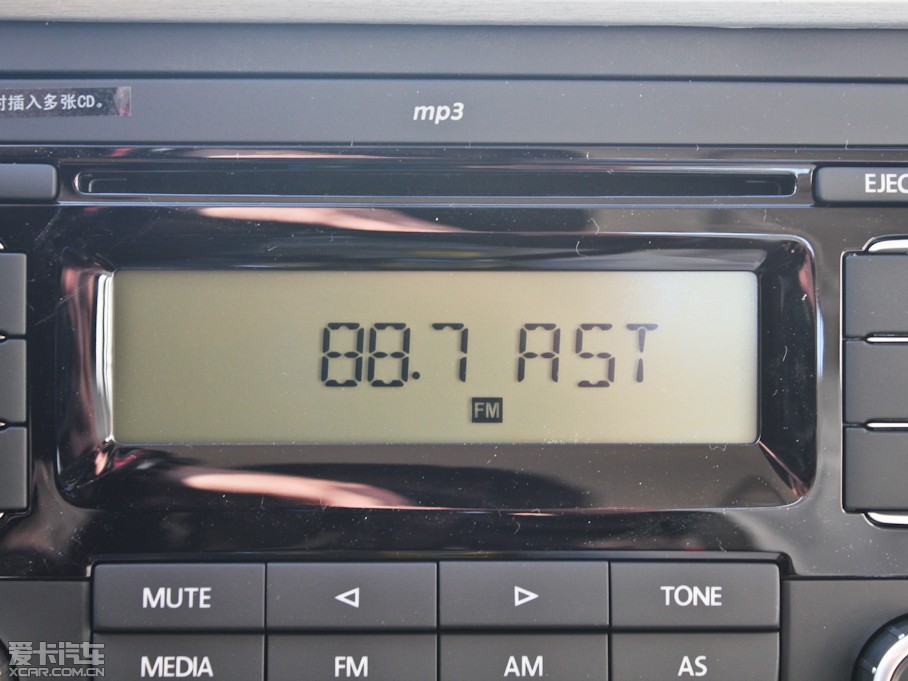 时插入多张CD。
mp3
EJEC
88.7 AST
FM
MUTE ◁ ▷ TONE
MEDIA FM AM AS
爱卡汽车
XCAR.COM.CN